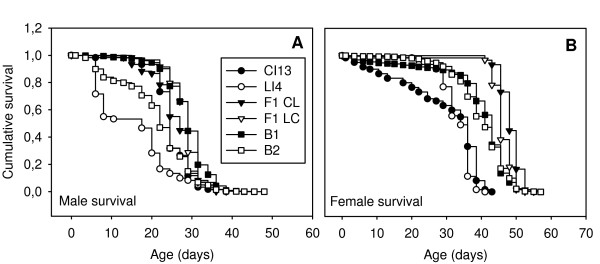 A
B
Cumulative survival
1,2
1,0
0,8
0,6
0,4
0,2
0,0
CI13
LI4
F1 CL
F1 LC
B1
B2
Male survival
Female survival
0 10 20 30 40 50 60
0 10 20 30 40 50 60 70
Age (days)
Age (days)